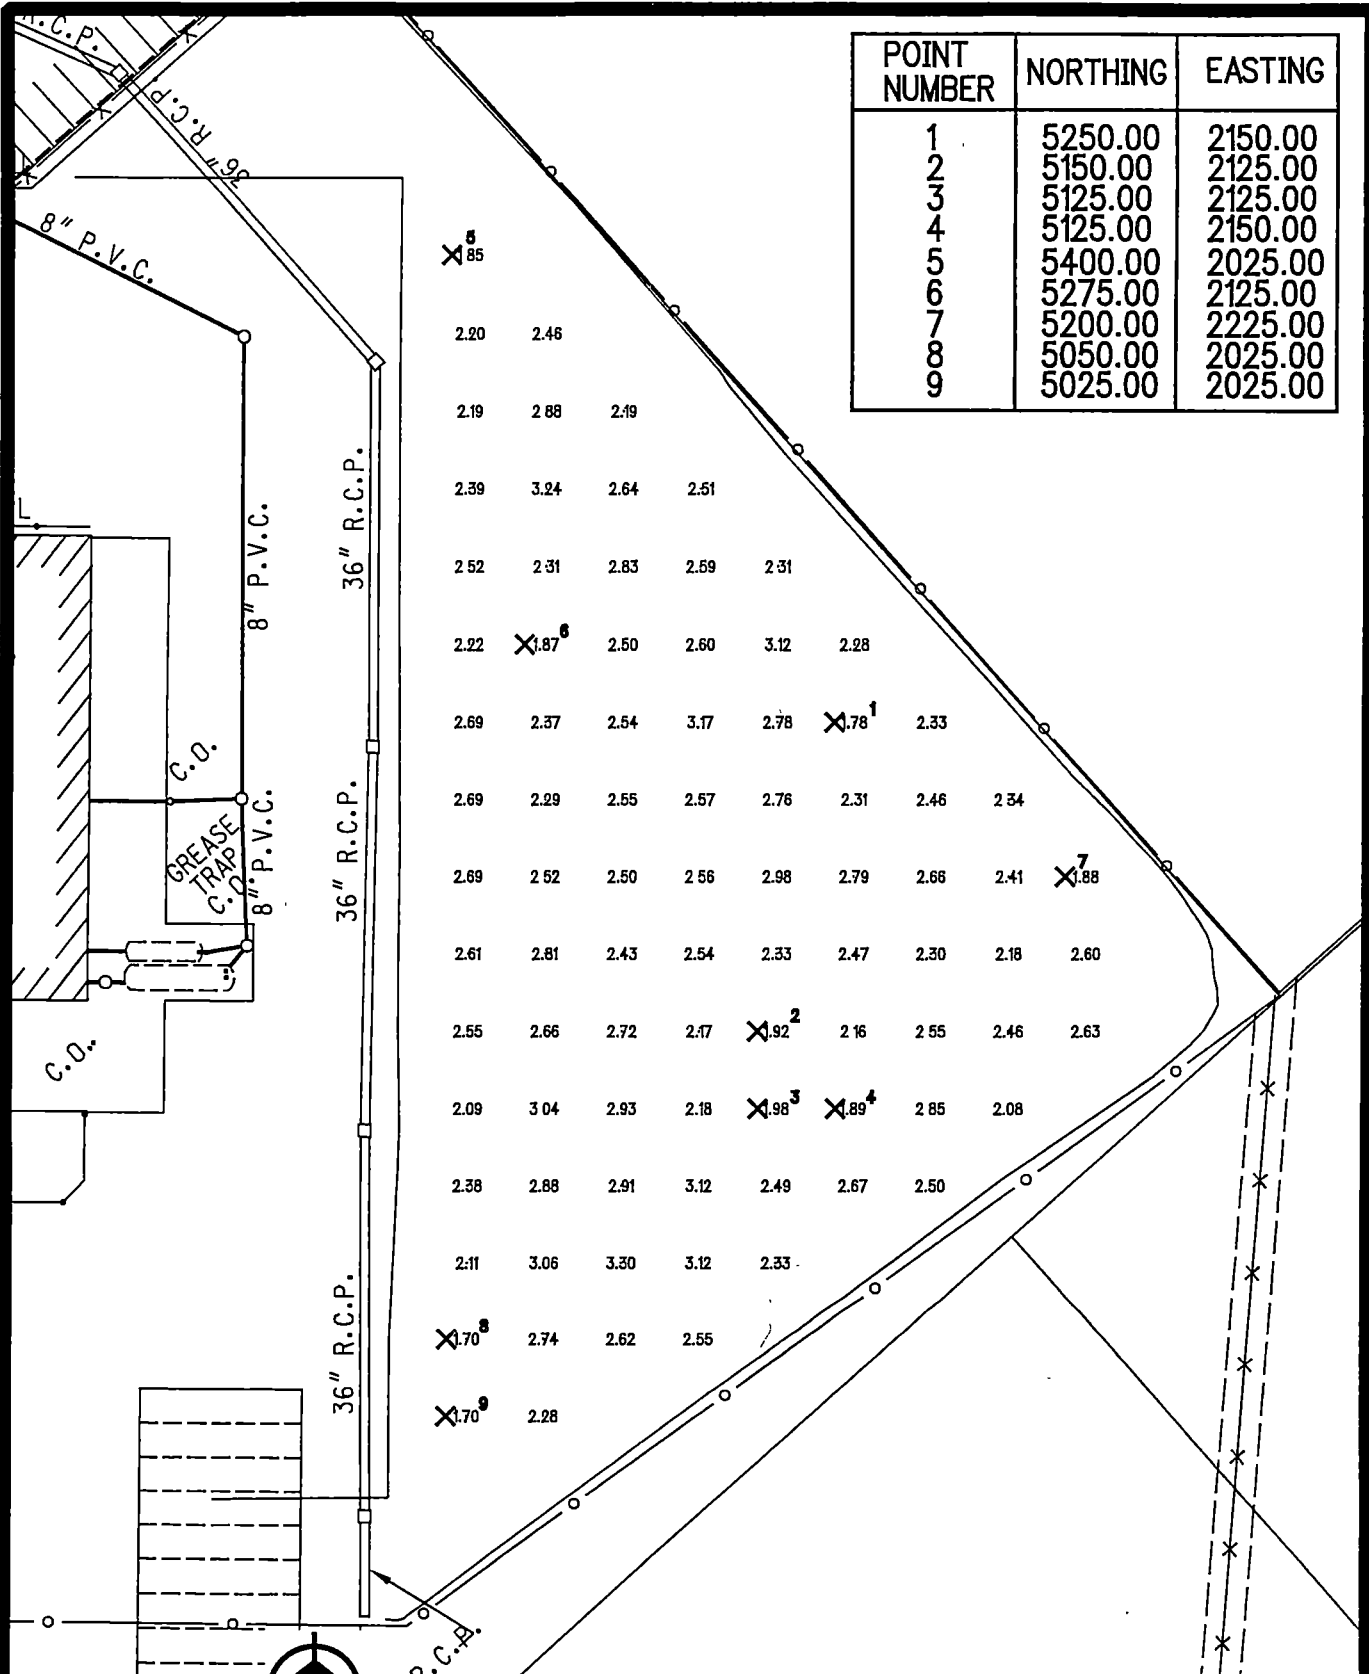 R.C.P.
36" R.C.P.
8" P.V.C.
POINT NUMBER NORTHING EASTING
1 5250.00 2150.00
2 5150.00 2125.00
3 5125.00 2125.00
4 5125.00 2150.00
5 5400.00 2025.00
6 5275.00 2125.00
7 5200.00 2225.00
8 5050.00 2025.00
9 5025.00 2025.00
5
85
2.20 2.46
2.19 2 88 2.19
2.39 3.24 2.64 2.51
2 52 2 31 2.83 2.59 2 31
2.22 1.87 6 2.50 2.60 3.12 2.28
2.69 2.37 2.54 3.17 2.78 1.78 1 2.33
2.69 2.29 2.55 2.57 2.76 2.31 2.46 2 34
2.69 2 52 2.50 2 56 2.98 2.79 2.66 2.41 1.88 7
2.61 2.81 2.43 2.54 2.33 2.47 2.30 2.18 2.60
2.55 2.66 2.72 2.17 1.92 2 2 16 2 55 2.46 2.63
2.09 3 04 2.93 2.18 1.98 3 1.89 4 2 85 2.08
2.38 2.88 2.91 3.12 2.49 2.67 2.50
2.11 3.06 3.30 3.12 2.33
1.70 8 2.74 2.62 2.55
1.70 9 2.28
L
8" P.V.C.
36" R.C.P.
C.O.
GREASE
TRAP
C.O.
8" P.V.C.
36" R.C.P.
C.O.
36" R.C.P.
R.C.P.